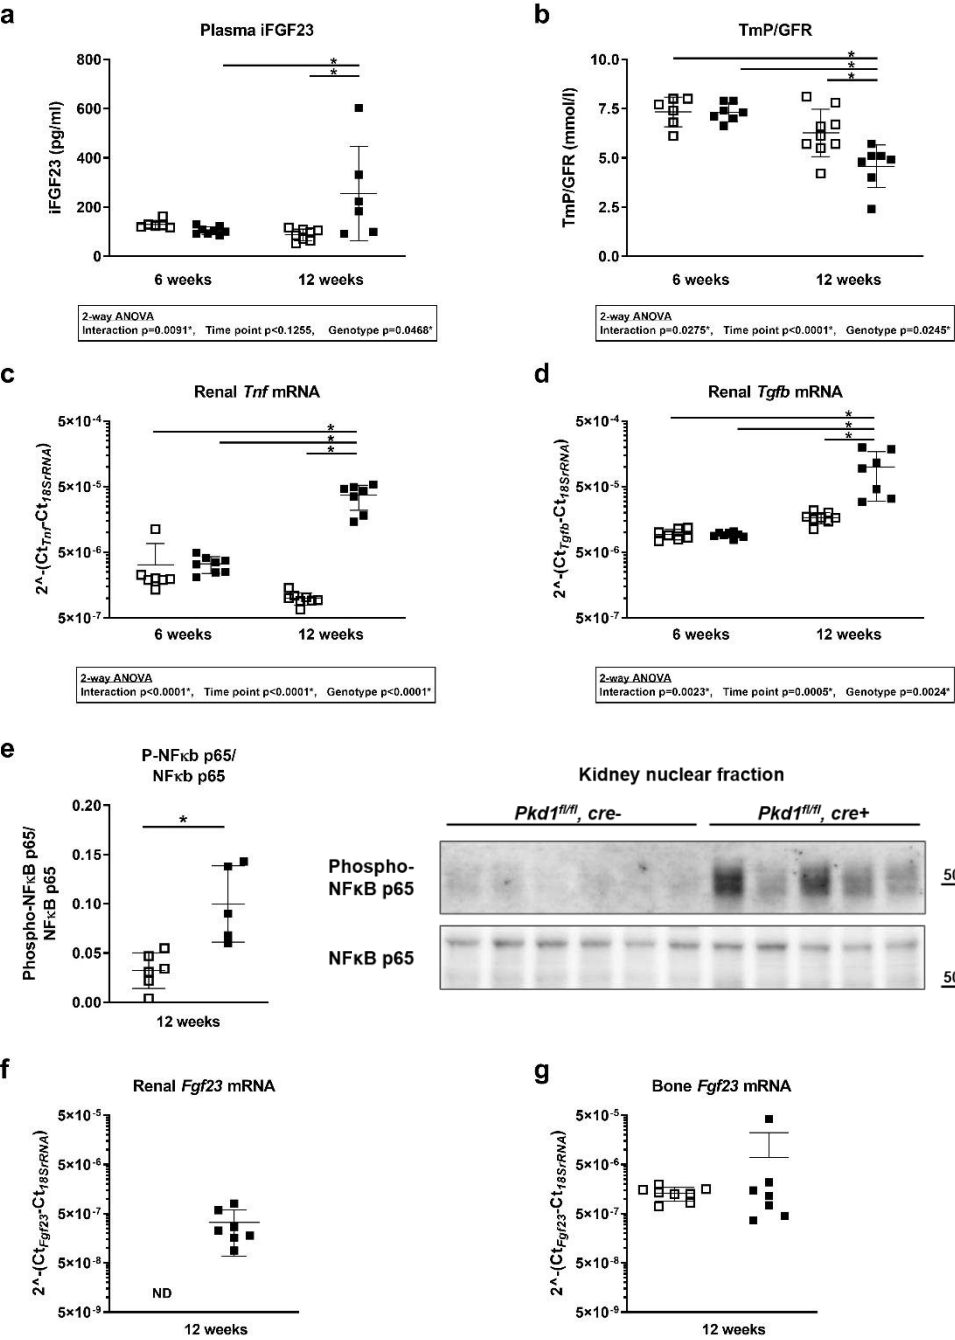 a
Plasma iFGF23
iFGF23 (pg/ml)
800
600
400
200
0
*
*
6 weeks
12 weeks
2-way ANOVA
Interaction p=0.0091*, Time point p<0.1255, Genotype p=0.0468*
b
TmP/GFR
TmP/GFR (mmol/l)
10.0
7.5
5.0
2.5
0.0
*
*
*
6 weeks
12 weeks
2-way ANOVA
Interaction p=0.0275*, Time point p<0.0001*, Genotype p=0.0245*
c
Renal Tnf mRNA
2^-(CtTnf-Ct18SrRNA)
5×10-4
5×10-5
5×10-6
5×10-7
*
*
*
6 weeks
12 weeks
2-way ANOVA
Interaction p<0.0001*, Time point p<0.0001*, Genotype p<0.0001*
d
Renal Tgfb mRNA
2^-(CtTgfb-Ct18SrRNA)
5×10-4
5×10-5
5×10-6
5×10-7
*
*
*
6 weeks
12 weeks
2-way ANOVA
Interaction p=0.0023*, Time point p=0.0005*, Genotype p=0.0024*
e
P-NFκb p65/
NFκb p65
Phospho-NFκB p65/
NFκB p65
0.20
0.15
0.10
0.05
0.00
*
12 weeks
Kidney nuclear fraction
Pkd1fl/fl, cre-
Pkd1fl/fl, cre+
Phospho-
NFκB p65
50
NFκB p65
50
f
Renal Fgf23 mRNA
2^-(CtFgf23-Ct18SrRNA)
5×10-5
5×10-6
5×10-7
5×10-8
5×10-9
ND
12 weeks
g
Bone Fgf23 mRNA
2^-(CtFgf23-Ct18SrRNA)
5×10-5
5×10-6
5×10-7
5×10-8
5×10-9
12 weeks